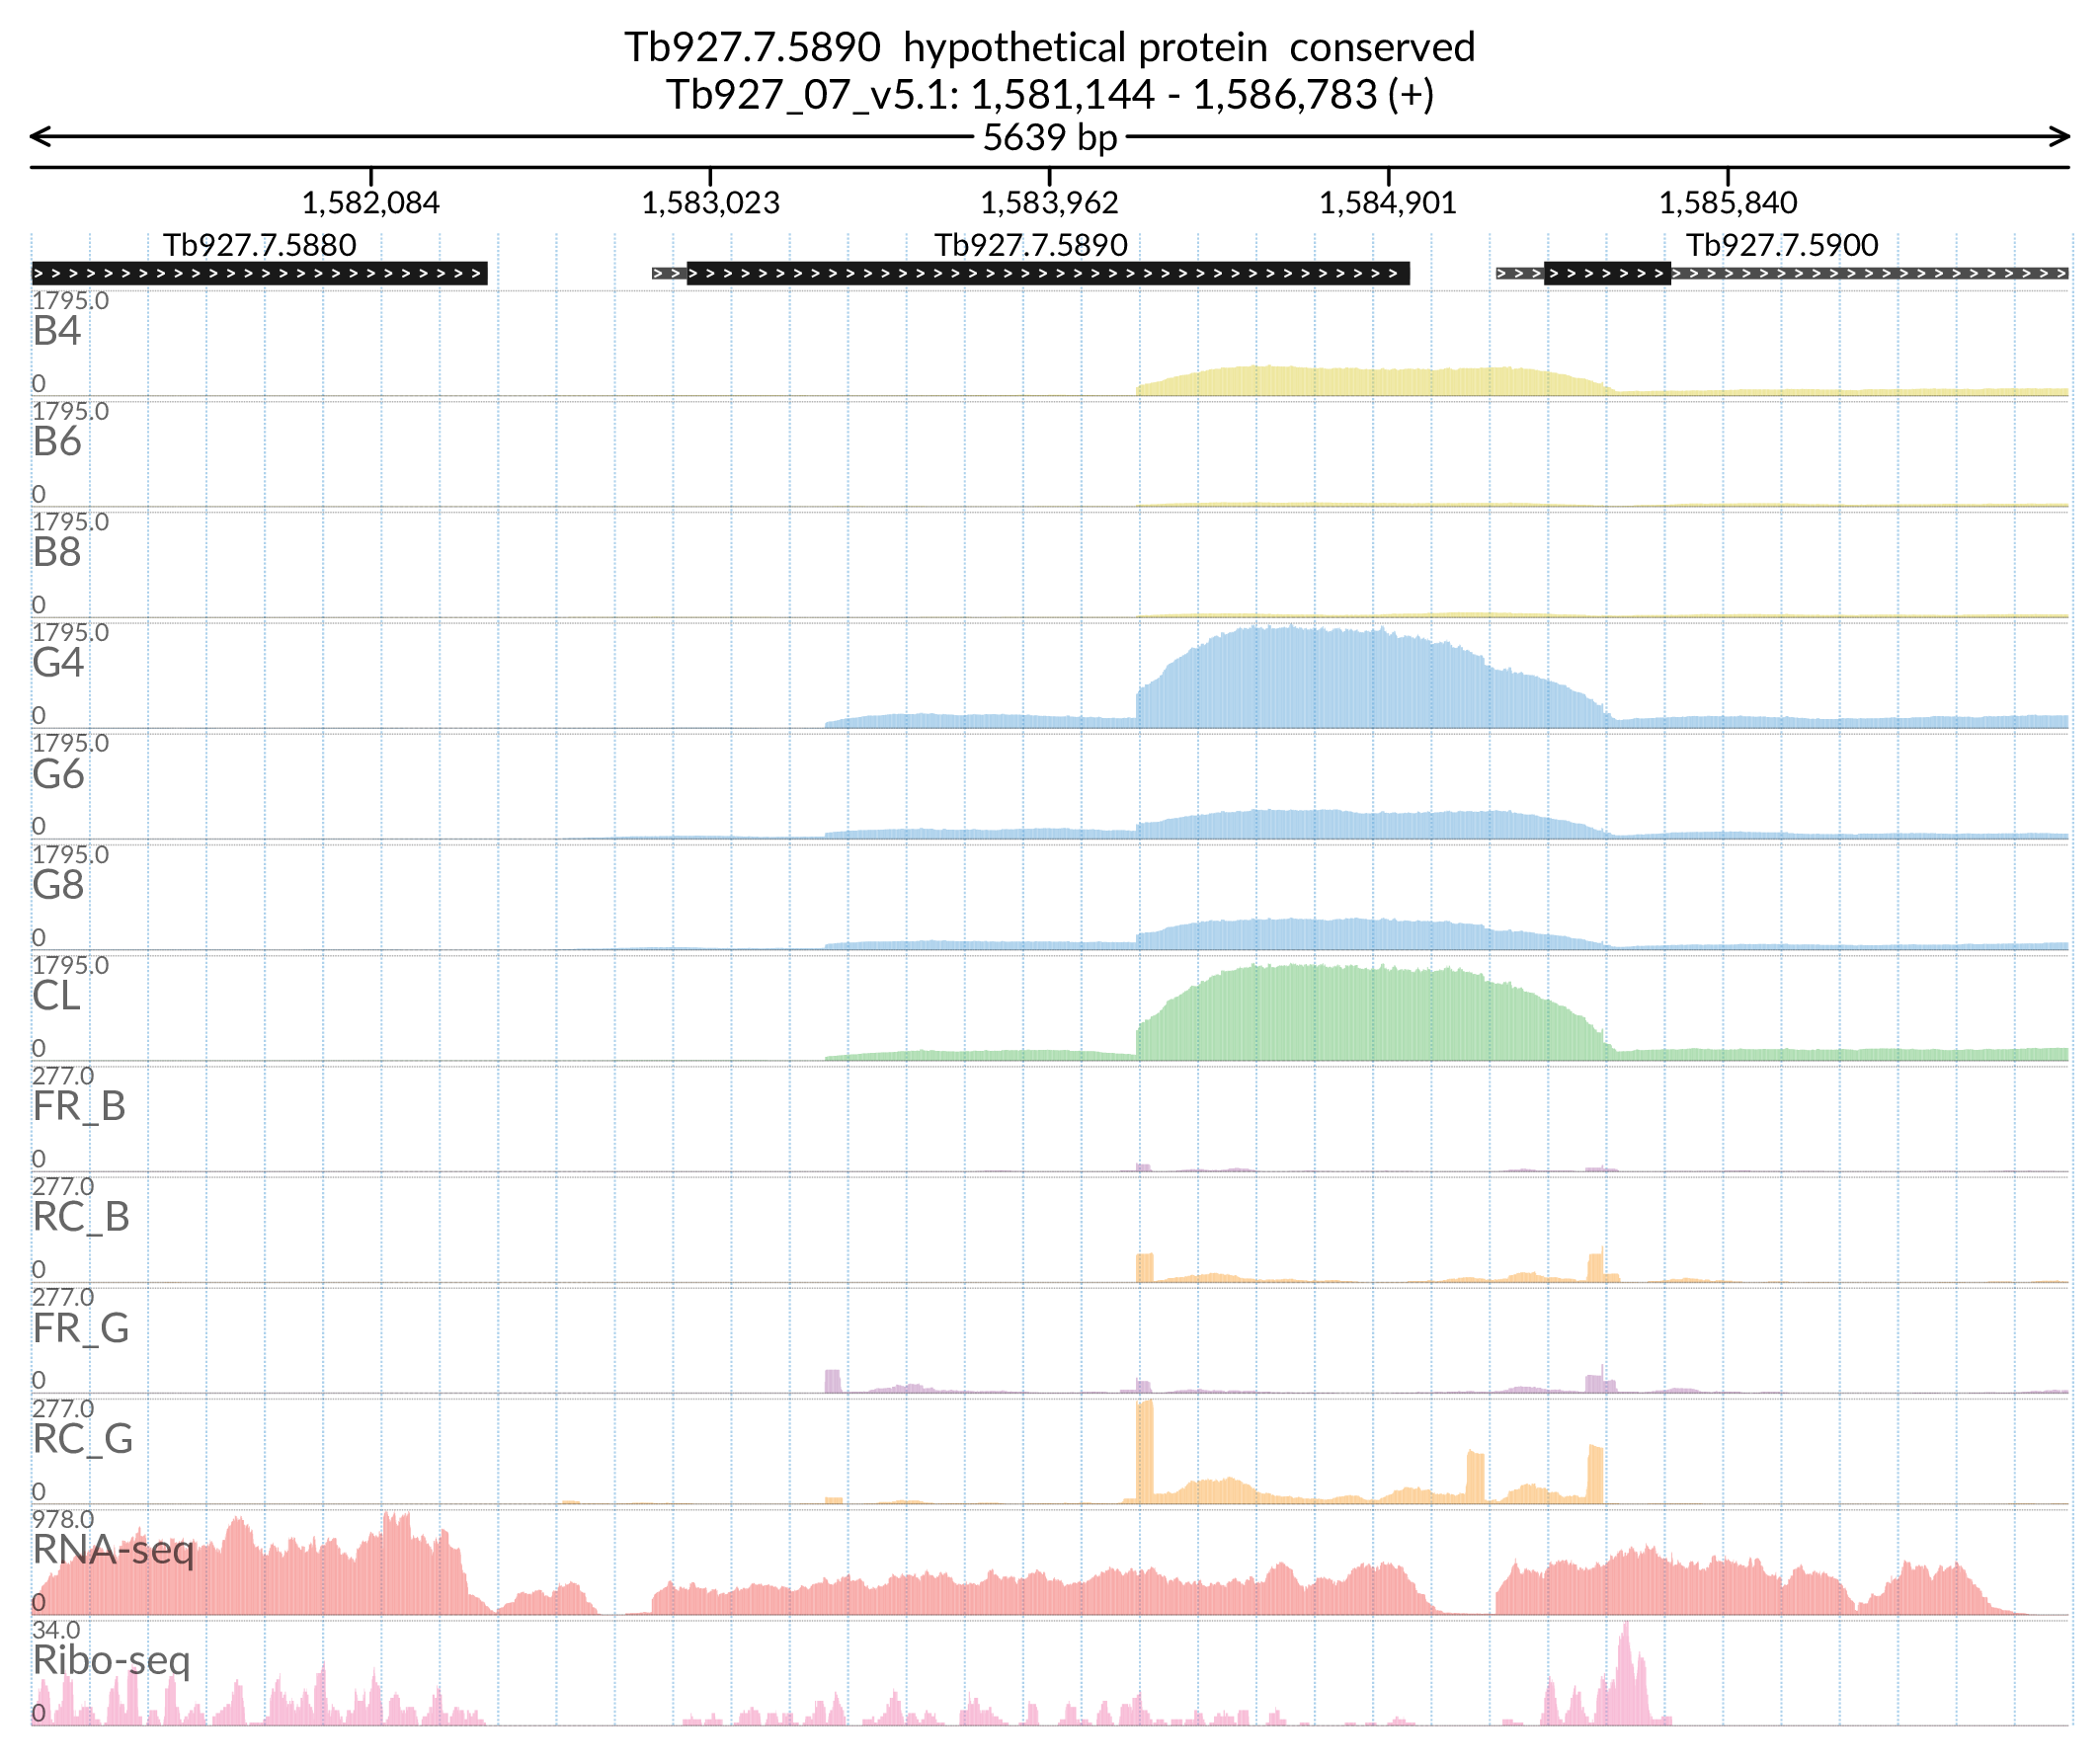 Tb927.7.5890 hypothetical protein conserved
Tb927_07_v5.1: 1,581,144 - 1,586,783 (+)
5639 bp
1,582,084 1,583,023 1,583,962 1,584,901 1,585,840
Tb927.7.5880 Tb927.7.5890 Tb927.7.5900
1795.0
B4
0
1795.0
B6
0
1795.0
B8
0
1795.0
G4
0
1795.0
G6
0
1795.0
G8
0
1795.0
CL
0
277.0
FR_B
0
277.0
RC_B
0
277.0
FR_G
0
277.0
RC_G
0
978.0
RNA-seq
0
34.0
Ribo-seq
0